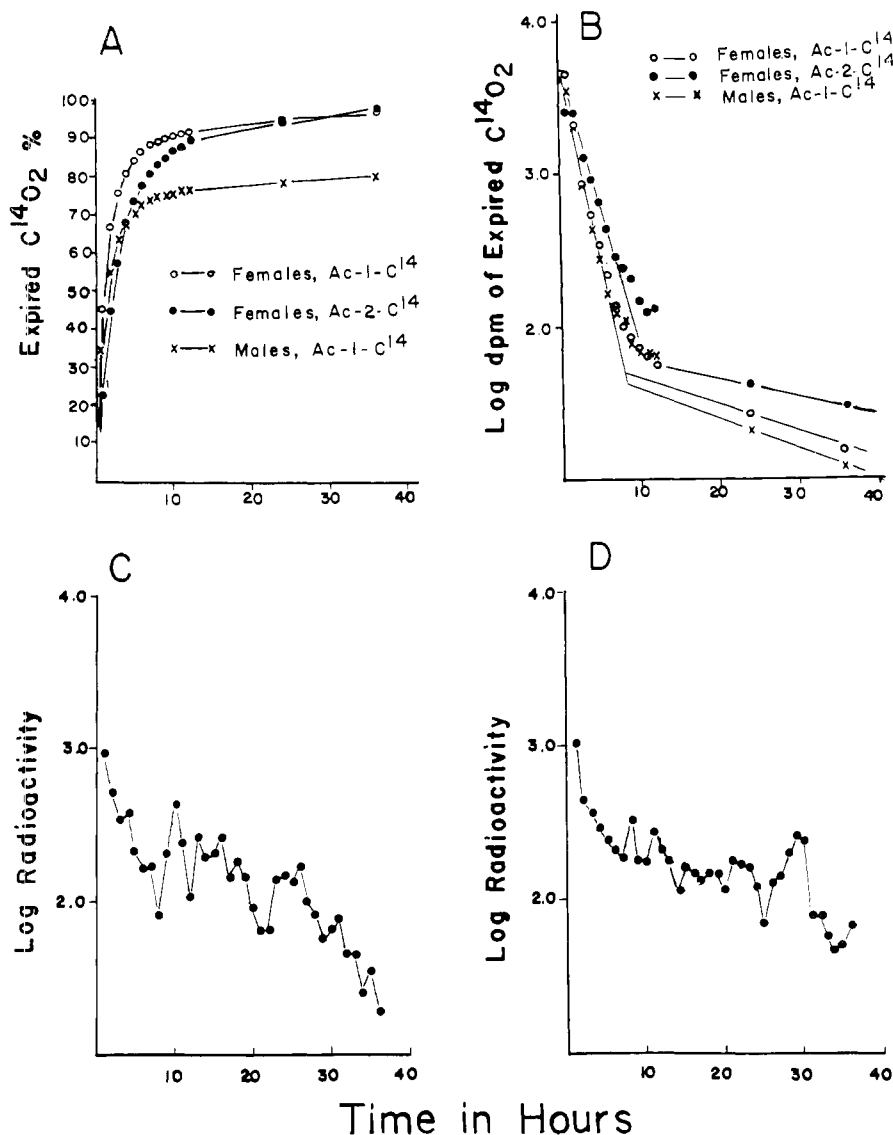 A
Expired C¹⁴O₂ %
100
90
80
70
60
50
40
30
20
10
10
20
30
40
Females, Ac-1-C¹⁴
Females, Ac-2-C¹⁴
Males, Ac-1-C¹⁴
B
Log dpm of Expired C¹⁴O₂
4.0
3.0
2.0
10
20
30
40
Females, Ac-1-C¹⁴
Females, Ac-2-C¹⁴
Males, Ac-1-C¹⁴
C
Log Radioactivity
4.0
3.0
2.0
10
20
30
40
D
Log Radioactivity
4.0
3.0
2.0
10
20
30
40
Time in Hours